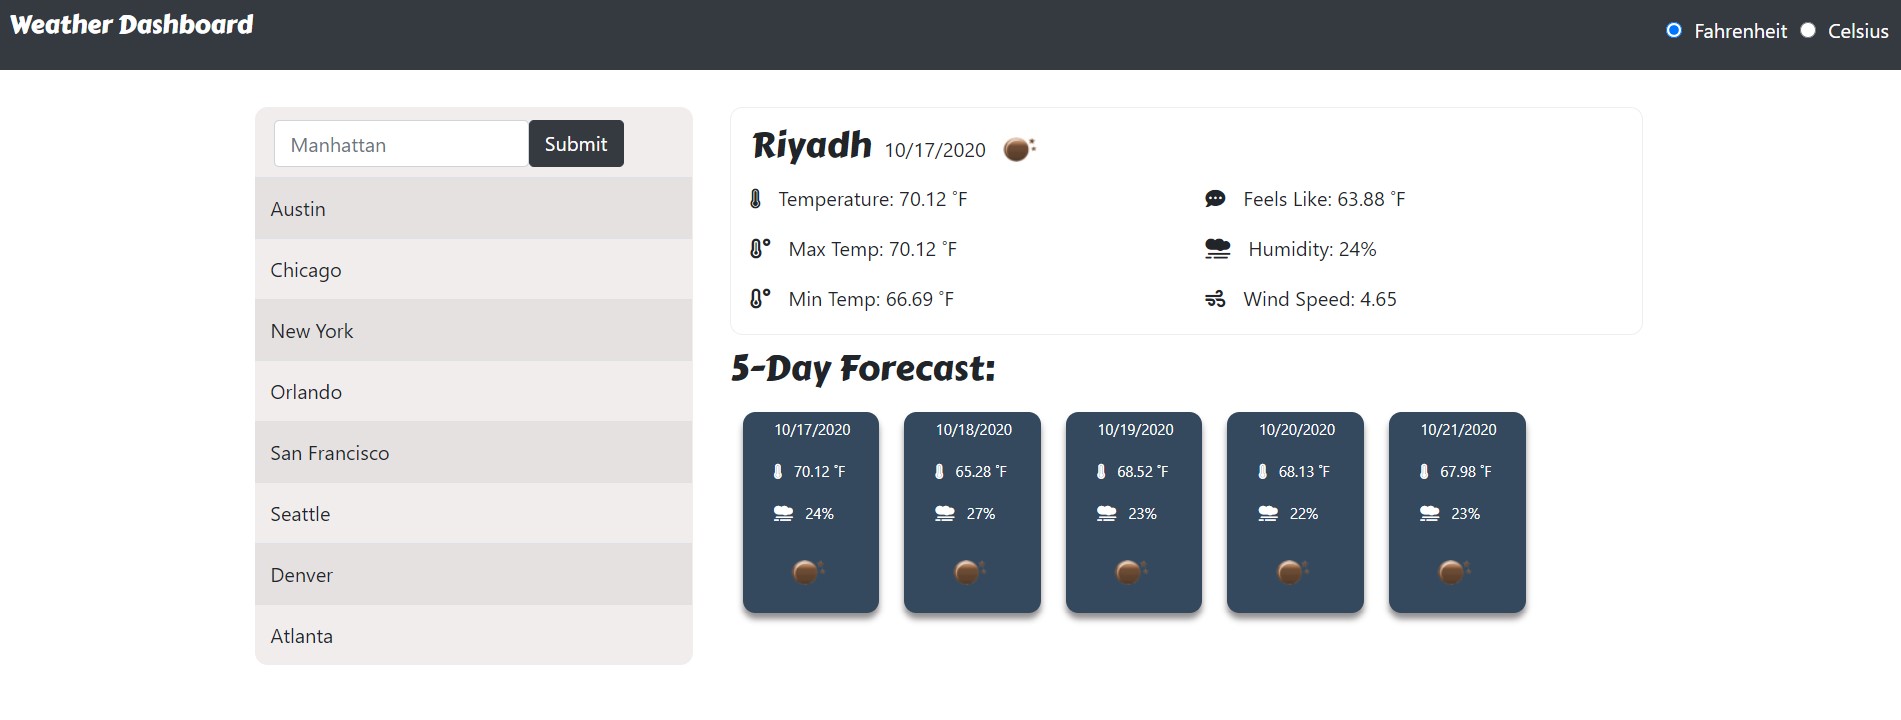 Weather Dashboard
Fahrenheit Celsius
Manhattan Submit
Austin
Chicago
New York
Orlando
San Francisco
Seattle
Denver
Atlanta
Riyadh 10/17/2020
Temperature: 70.12 °F
Feels Like: 63.88 °F
Max Temp: 70.12 °F
Humidity: 24%
Min Temp: 66.69 °F
Wind Speed: 4.65
5-Day Forecast:
10/17/2020
70.12 °F
24%
10/18/2020
65.28 °F
27%
10/19/2020
68.52 °F
23%
10/20/2020
68.13 °F
22%
10/21/2020
67.98 °F
23%